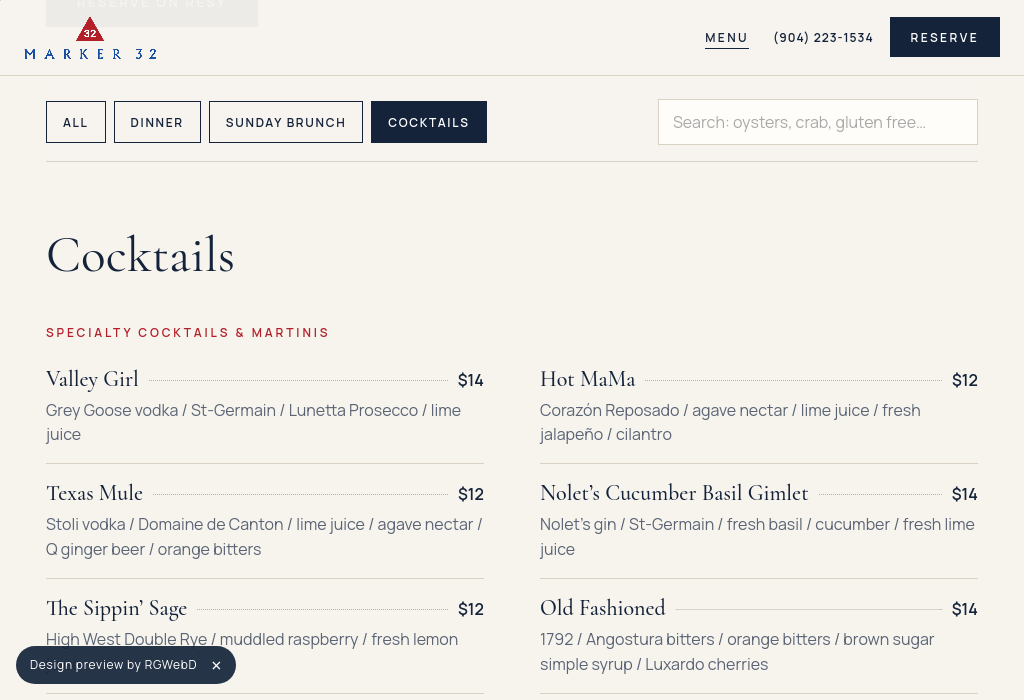 RESERVE ON RESY
32
MARKER 32
MENU
(904) 223-1534
RESERVE
ALL
DINNER
SUNDAY BRUNCH
COCKTAILS
Search: oysters, crab, gluten free…
Cocktails
SPECIALTY COCKTAILS & MARTINIS
Valley Girl $14
Grey Goose vodka / St-Germain / Lunetta Prosecco / lime
juice
Hot MaMa $12
Corazón Reposado / agave nectar / lime juice / fresh
jalapeño / cilantro
Texas Mule $12
Stoli vodka / Domaine de Canton / lime juice / agave nectar /
Q ginger beer / orange bitters
Nolet’s Cucumber Basil Gimlet $14
Nolet’s gin / St-Germain / fresh basil / cucumber / fresh lime
juice
The Sippin’ Sage $12
High West Double Rye / muddled raspberry / fresh lemon
Old Fashioned $14
1792 / Angostura bitters / orange bitters / brown sugar
simple syrup / Luxardo cherries
Design preview by RGWebD ×